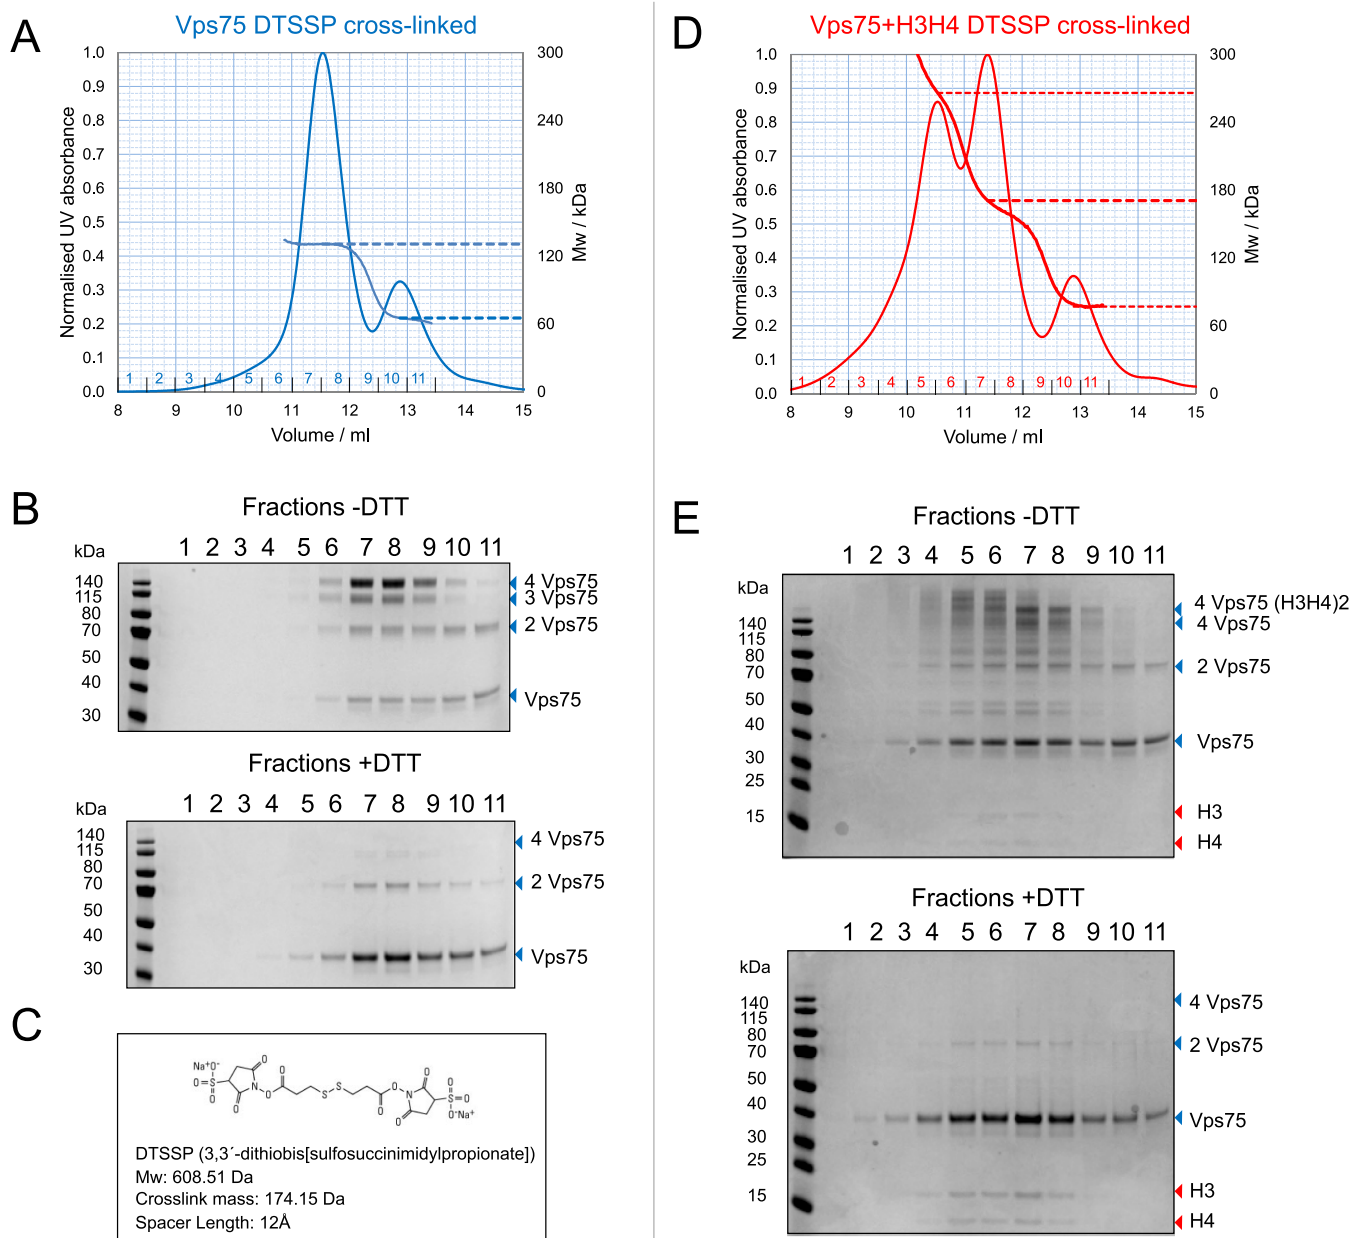 A
Vps75 DTSSP cross-linked
Normalised UV absorbance
1.0
0.9
0.8
0.7
0.6
0.5
0.4
0.3
0.2
0.1
0.0
300
240
180
120
60
0
Mw / kDa
1 2 3 4 5 6 7 8 9 10 11
8 9 10 11 12 13 14 15
Volume / ml
B
Fractions -DTT
kDa
1 2 3 4 5 6 7 8 9 10 11
140
115
80
70
50
40
30
4 Vps75
3 Vps75
2 Vps75
Vps75
Fractions +DTT
kDa
1 2 3 4 5 6 7 8 9 10 11
140
115
80
70
50
40
30
4 Vps75
2 Vps75
Vps75
C
Na+O-
O=S=O
N
O
O
O
O
S-S
O
O
O
N
O
O
O=S=O
O-Na+
DTSSP (3,3´-dithiobis[sulfosuccinimidylpropionate])
Mw: 608.51 Da
Crosslink mass: 174.15 Da
Spacer Length: 12Å
D
Vps75+H3H4 DTSSP cross-linked
Normalised UV absorbance
1.0
0.9
0.8
0.7
0.6
0.5
0.4
0.3
0.2
0.1
0.0
300
240
180
120
60
0
Mw / kDa
1 2 3 4 5 6 7 8 9 10 11
8 9 10 11 12 13 14 15
Volume / ml
E
Fractions -DTT
1 2 3 4 5 6 7 8 9 10 11
kDa
140
115
80
70
50
40
30
25
15
4 Vps75 (H3H4)2
4 Vps75
2 Vps75
Vps75
H3
H4
Fractions +DTT
1 2 3 4 5 6 7 8 9 10 11
kDa
140
115
80
70
50
40
30
25
15
4 Vps75
2 Vps75
Vps75
H3
H4